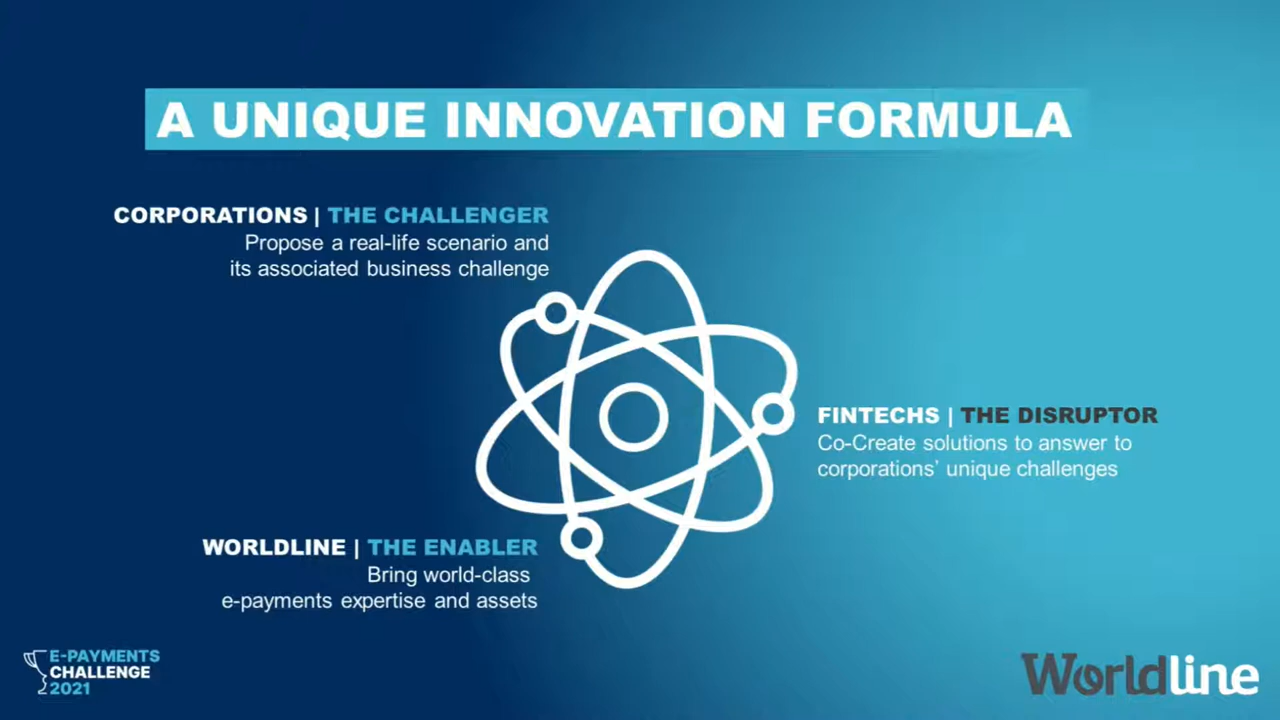 A UNIQUE INNOVATION FORMULA
CORPORATIONS | THE CHALLENGER
Propose a real-life scenario and
its associated business challenge
FINTECHS | THE DISRUPTOR
Co-Create solutions to answer to
corporations’ unique challenges
WORLDLINE | THE ENABLER
Bring world-class
e-payments expertise and assets
E-PAYMENTS
CHALLENGE
2021
Worldline